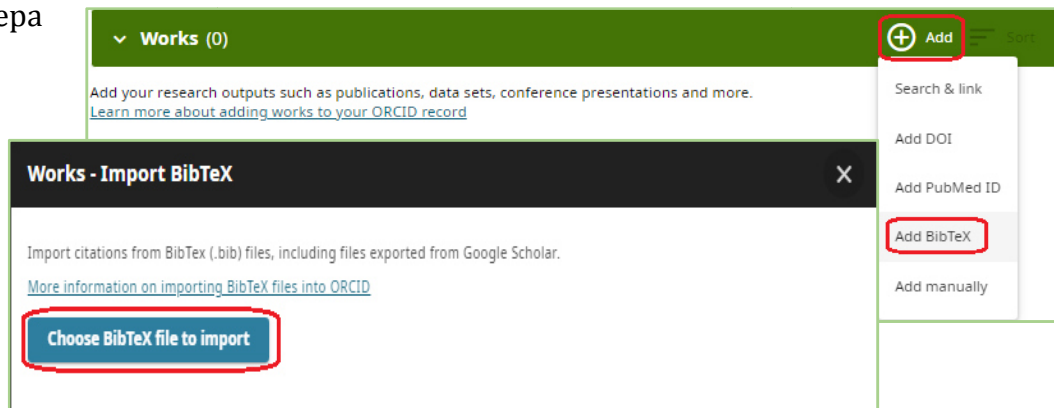 ера
Works (0)
Add
Sort
Add your research outputs such as publications, data sets, conference presentations and more.
Learn more about adding works to your ORCID record
Search & link
Add DOI
Add PubMed ID
Add BibTeX
Add manually
Works - Import BibTeX
Import citations from BibTex (.bib) files, including files exported from Google Scholar.
More information on importing BibTeX files into ORCID
Choose BibTeX file to import